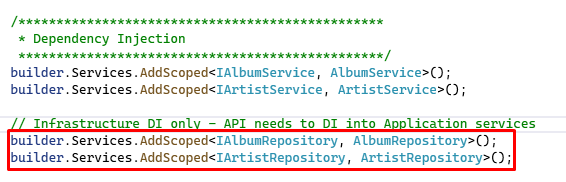 /***********************************************
 * Dependency Injection
 ***********************************************/
builder.Services.AddScoped<IAlbumService, AlbumService>();
builder.Services.AddScoped<IArtistService, ArtistService>();
// Infrastructure DI only - API needs to DI into Application services
builder.Services.AddScoped<IAlbumRepository, AlbumRepository>();
builder.Services.AddScoped<IArtistRepository, ArtistRepository>();